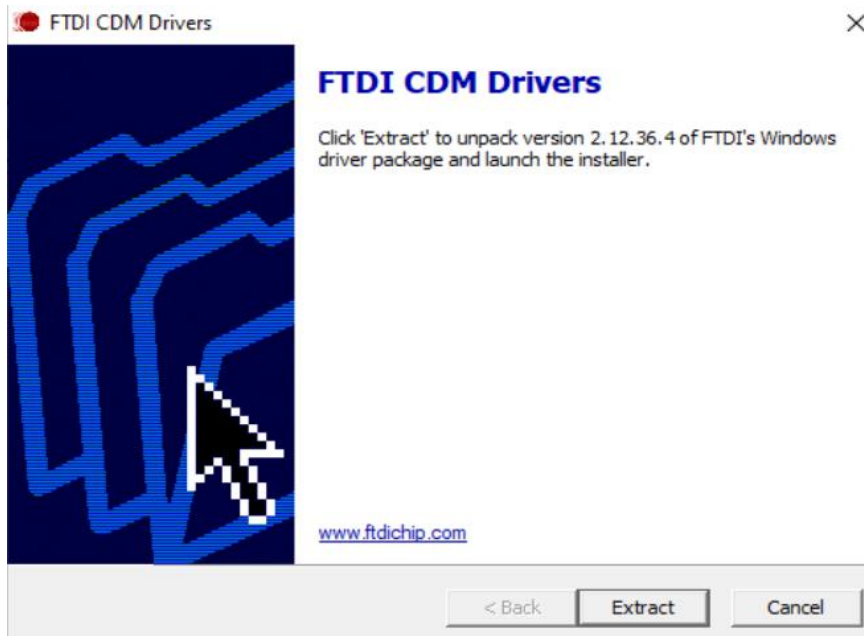 FTDI CDM Drivers
FTDI CDM Drivers
Click 'Extract' to unpack version 2.12.36.4 of FTDI's Windows
driver package and launch the installer.
www.ftdichip.com
< Back
Extract
Cancel